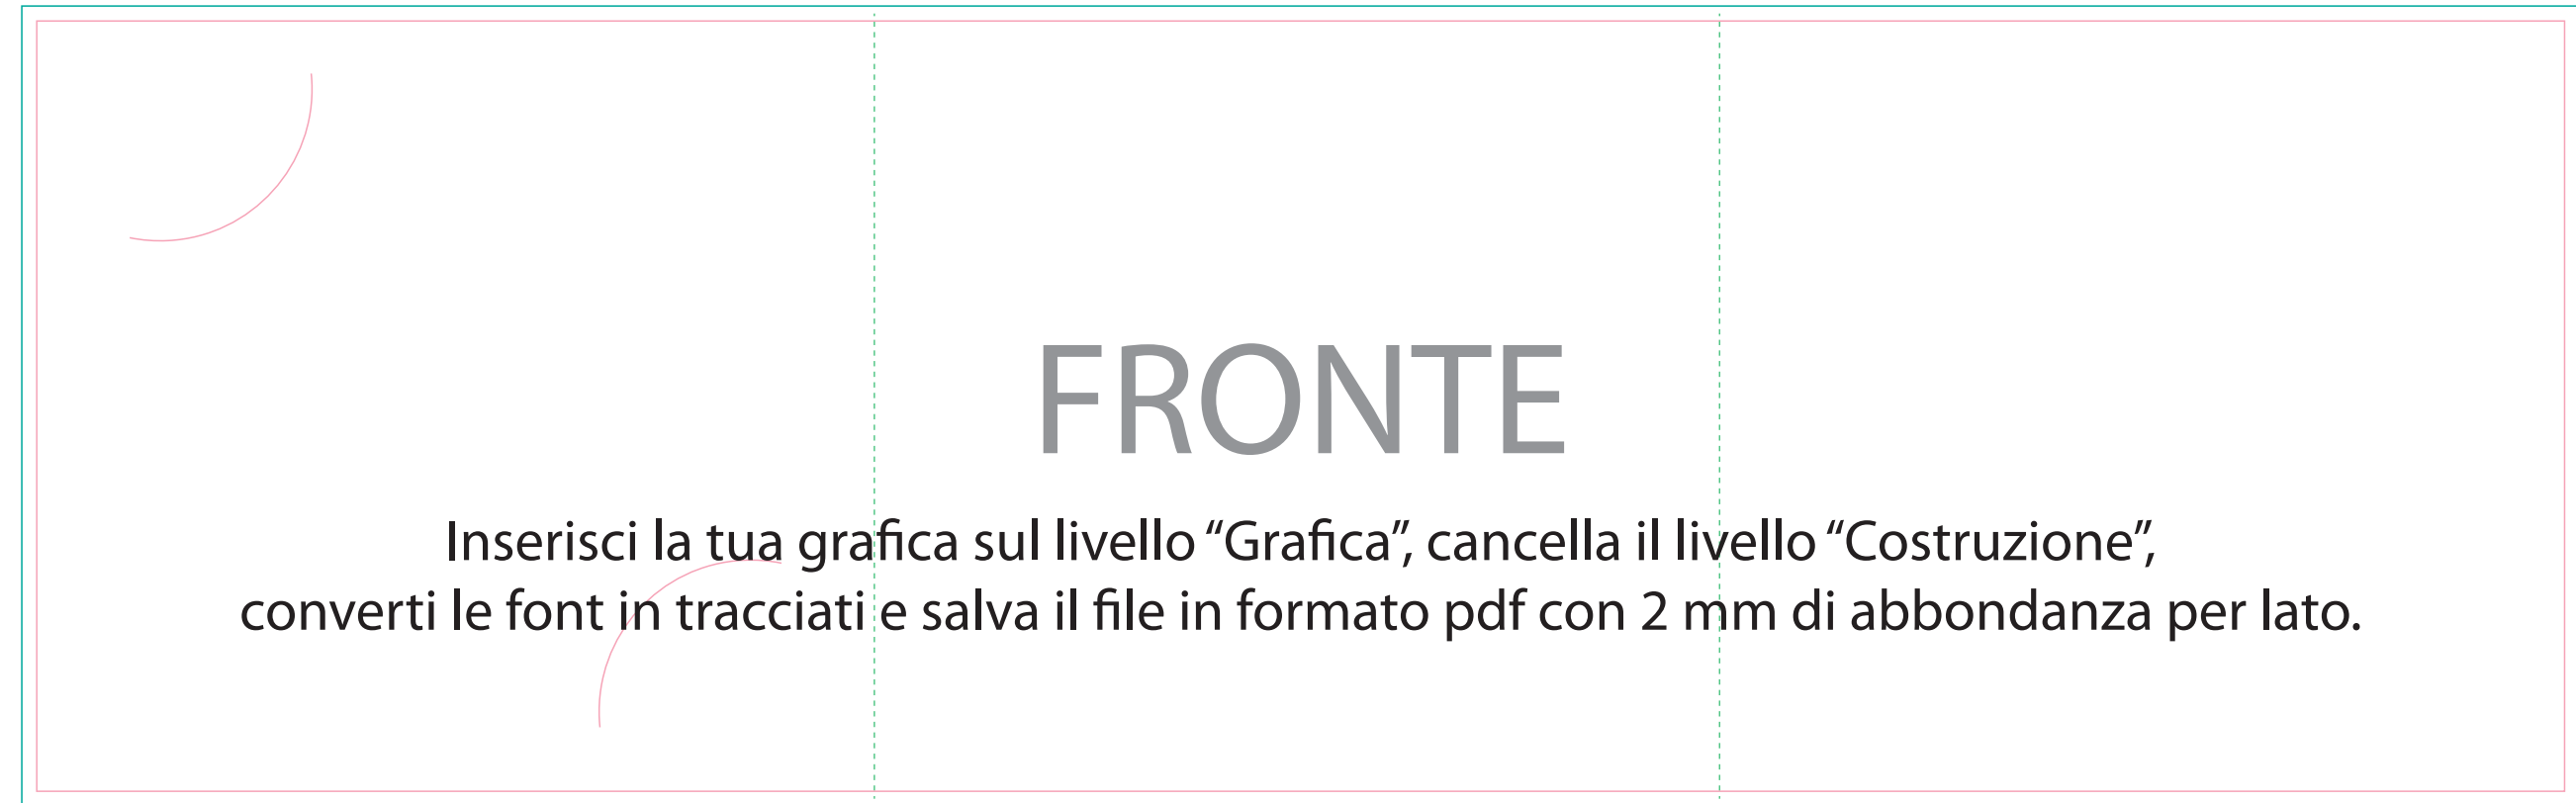 FRONTE
Inserisci la tua grafica sul livello “Grafica”, cancella il livello “Costruzione”,
converti le font in tracciati e salva il file in formato pdf con 2 mm di abbondanza per lato.